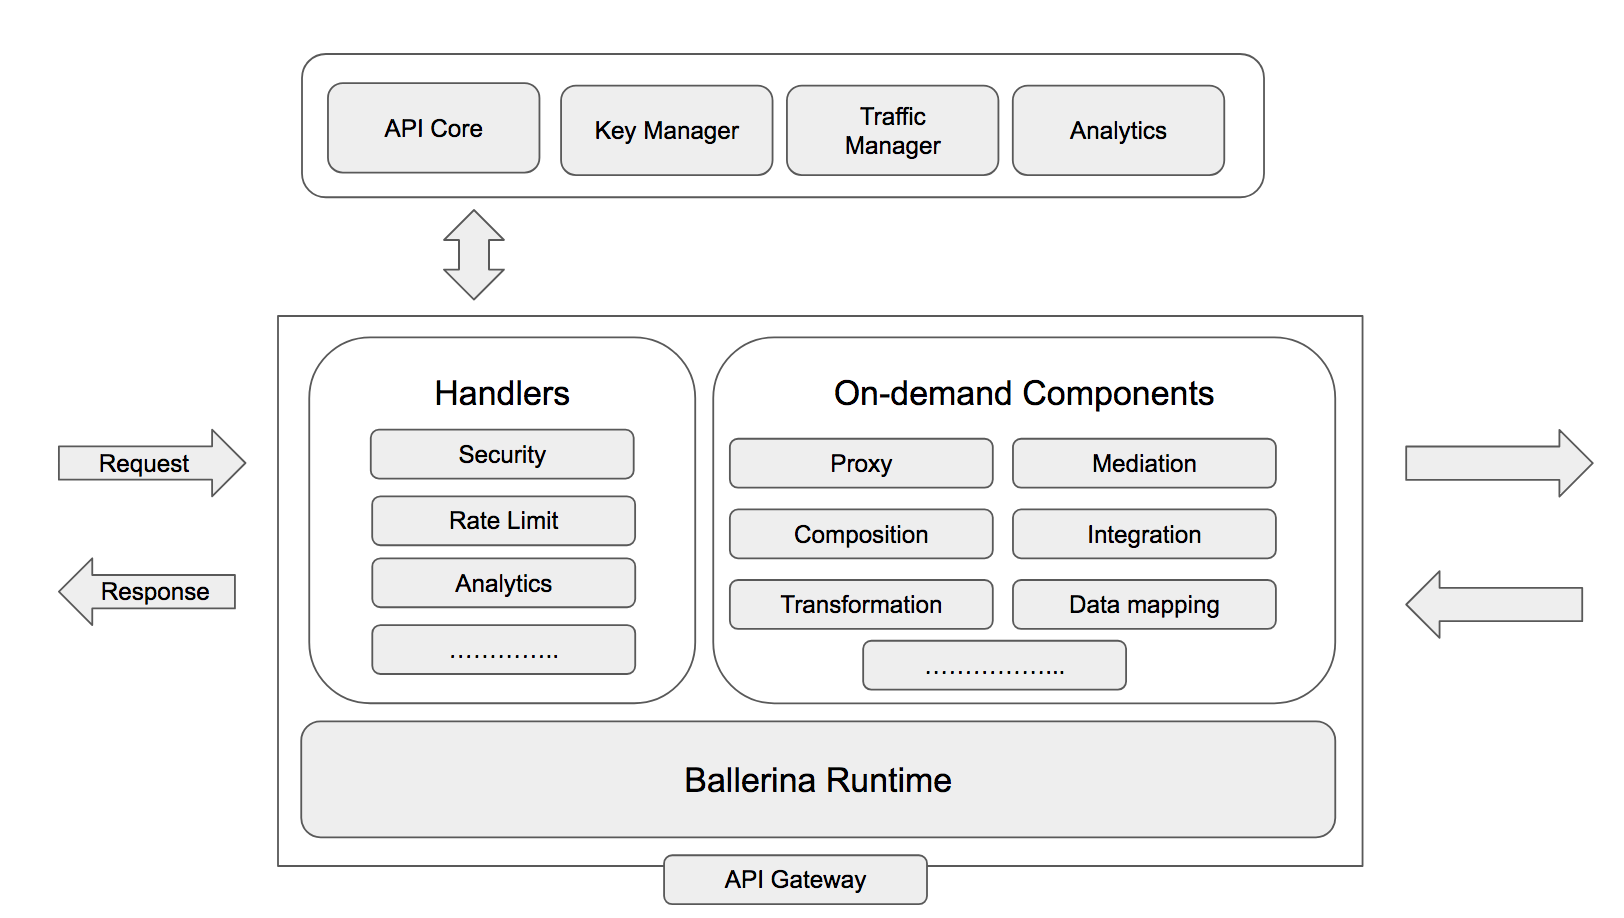 API Core
Key Manager
Traffic
Manager
Analytics
Handlers
Security
Rate Limit
Analytics
…………..
On-demand Components
Proxy
Mediation
Composition
Integration
Transformation
Data mapping
……………...
Request
Response
Ballerina Runtime
API Gateway